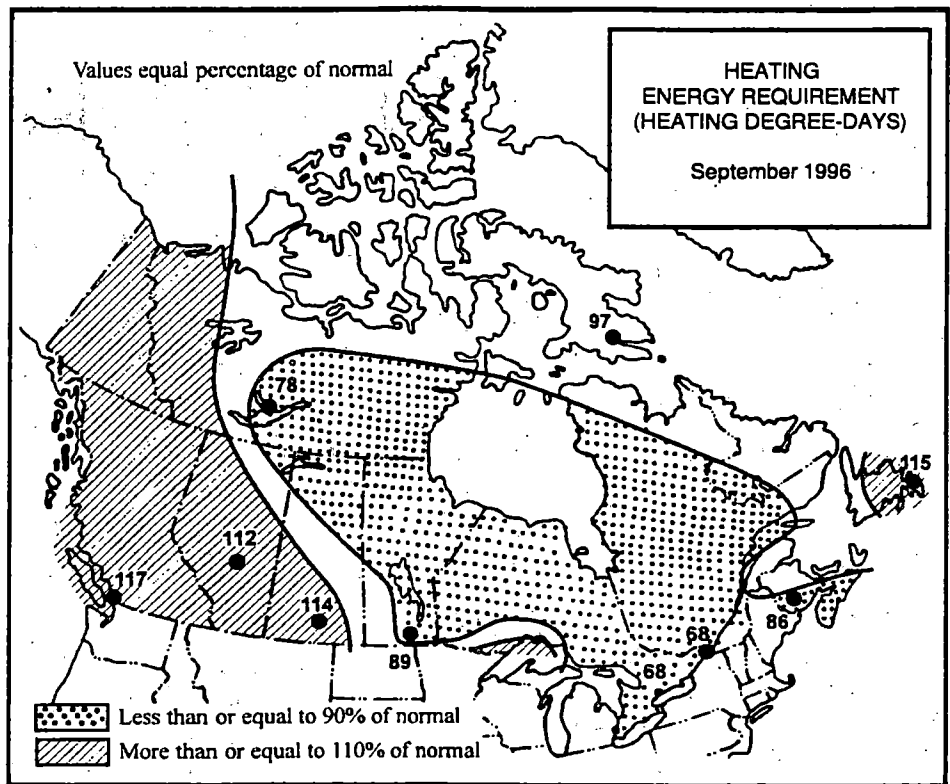 Values equal percentage of normal
HEATING
ENERGY REQUIREMENT
(HEATING DEGREE-DAYS)
September 1996
97
78
115
112
117
114
86
89
68
68
Less than or equal to 90% of normal
More than or equal to 110% of normal